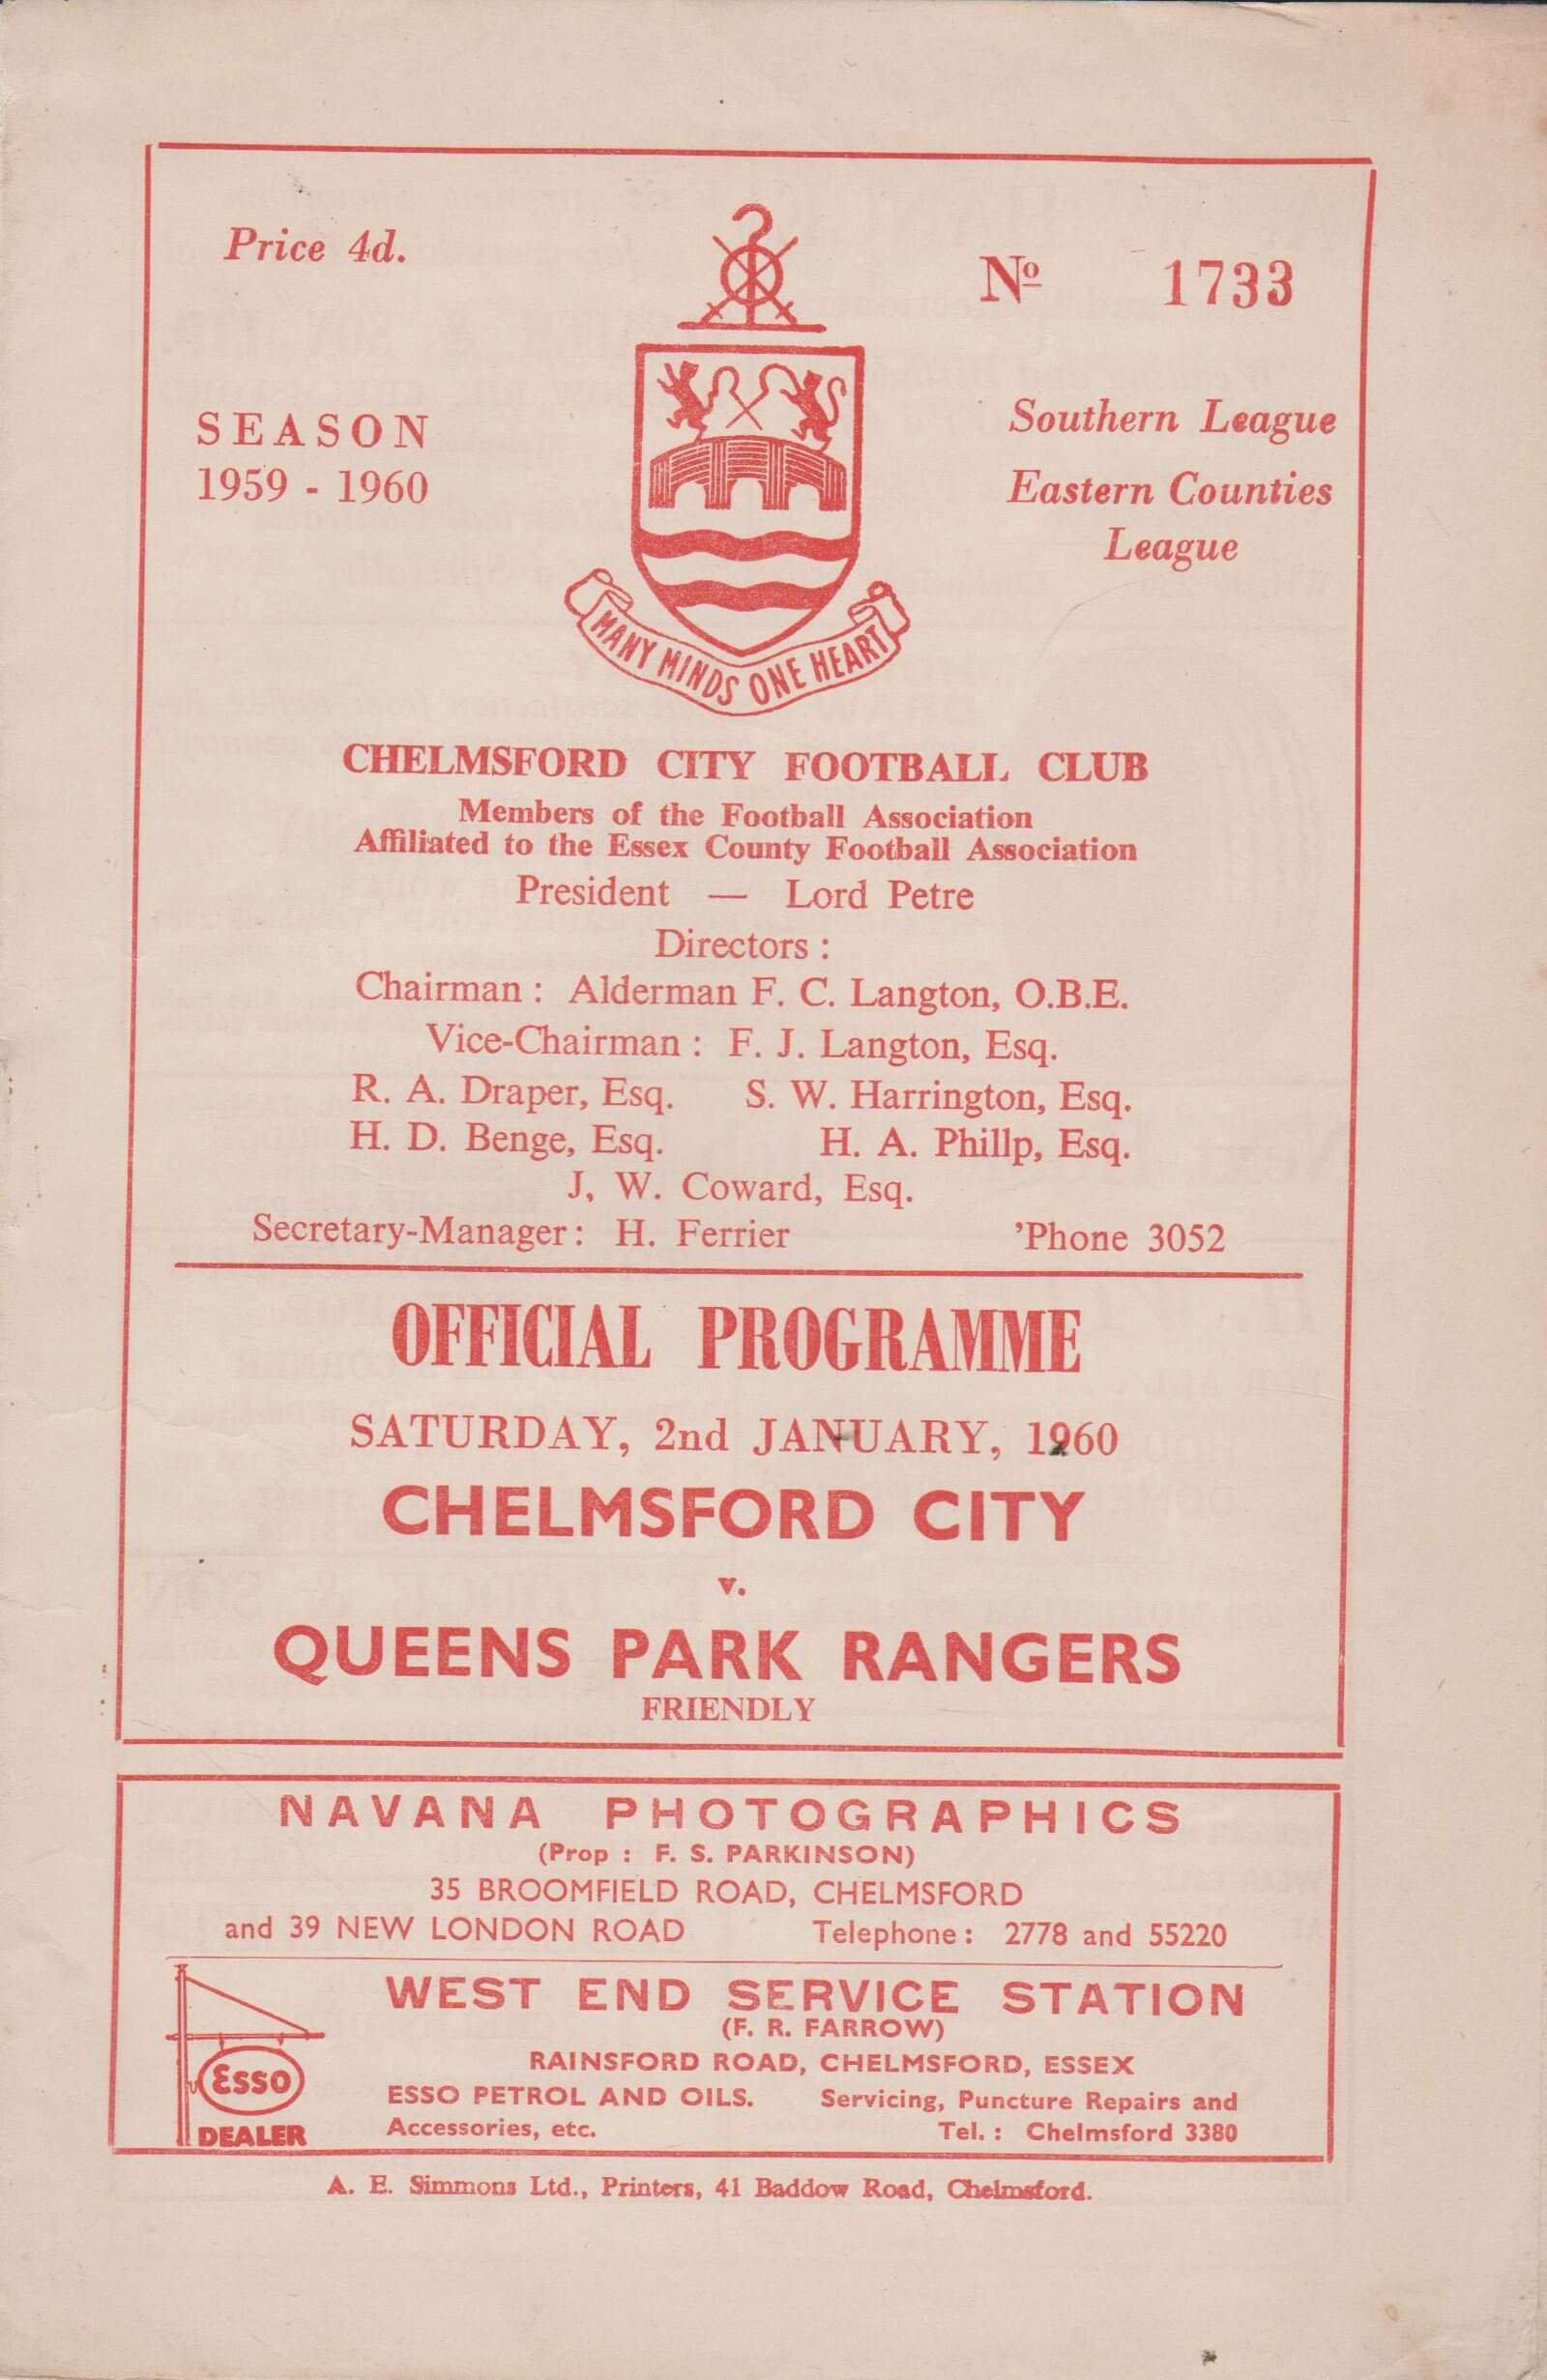 Price 4d.
Nº 1733
SEASON
1959 - 1960
Southern League
Eastern Counties
League
MANY MINDS ONE HEART
CHELMSFORD CITY FOOTBALL CLUB
Members of the Football Association
Affiliated to the Essex County Football Association
President — Lord Petre
Directors :
Chairman : Alderman F. C. Langton, O.B.E.
Vice-Chairman : F. J. Langton, Esq.
R. A. Draper, Esq. S. W. Harrington, Esq.
H. D. Benge, Esq. H. A. Phillp, Esq.
J. W. Coward, Esq.
Secretary-Manager : H. Ferrier 'Phone 3052
OFFICIAL PROGRAMME
SATURDAY, 2nd JANUARY, 1960
CHELMSFORD CITY
v.
QUEENS PARK RANGERS
FRIENDLY
NAVANA PHOTOGRAPHICS
(Prop : F. S. PARKINSON)
35 BROOMFIELD ROAD, CHELMSFORD
and 39 NEW LONDON ROAD Telephone : 2778 and 55220
WEST END SERVICE STATION
(F. R. FARROW)
RAINSFORD ROAD, CHELMSFORD, ESSEX
ESSO PETROL AND OILS. Servicing, Puncture Repairs and
Accessories, etc. Tel. : Chelmsford 3380
Esso
DEALER
A. E. Simmons Ltd., Printers, 41 Baddow Road, Chelmsford.